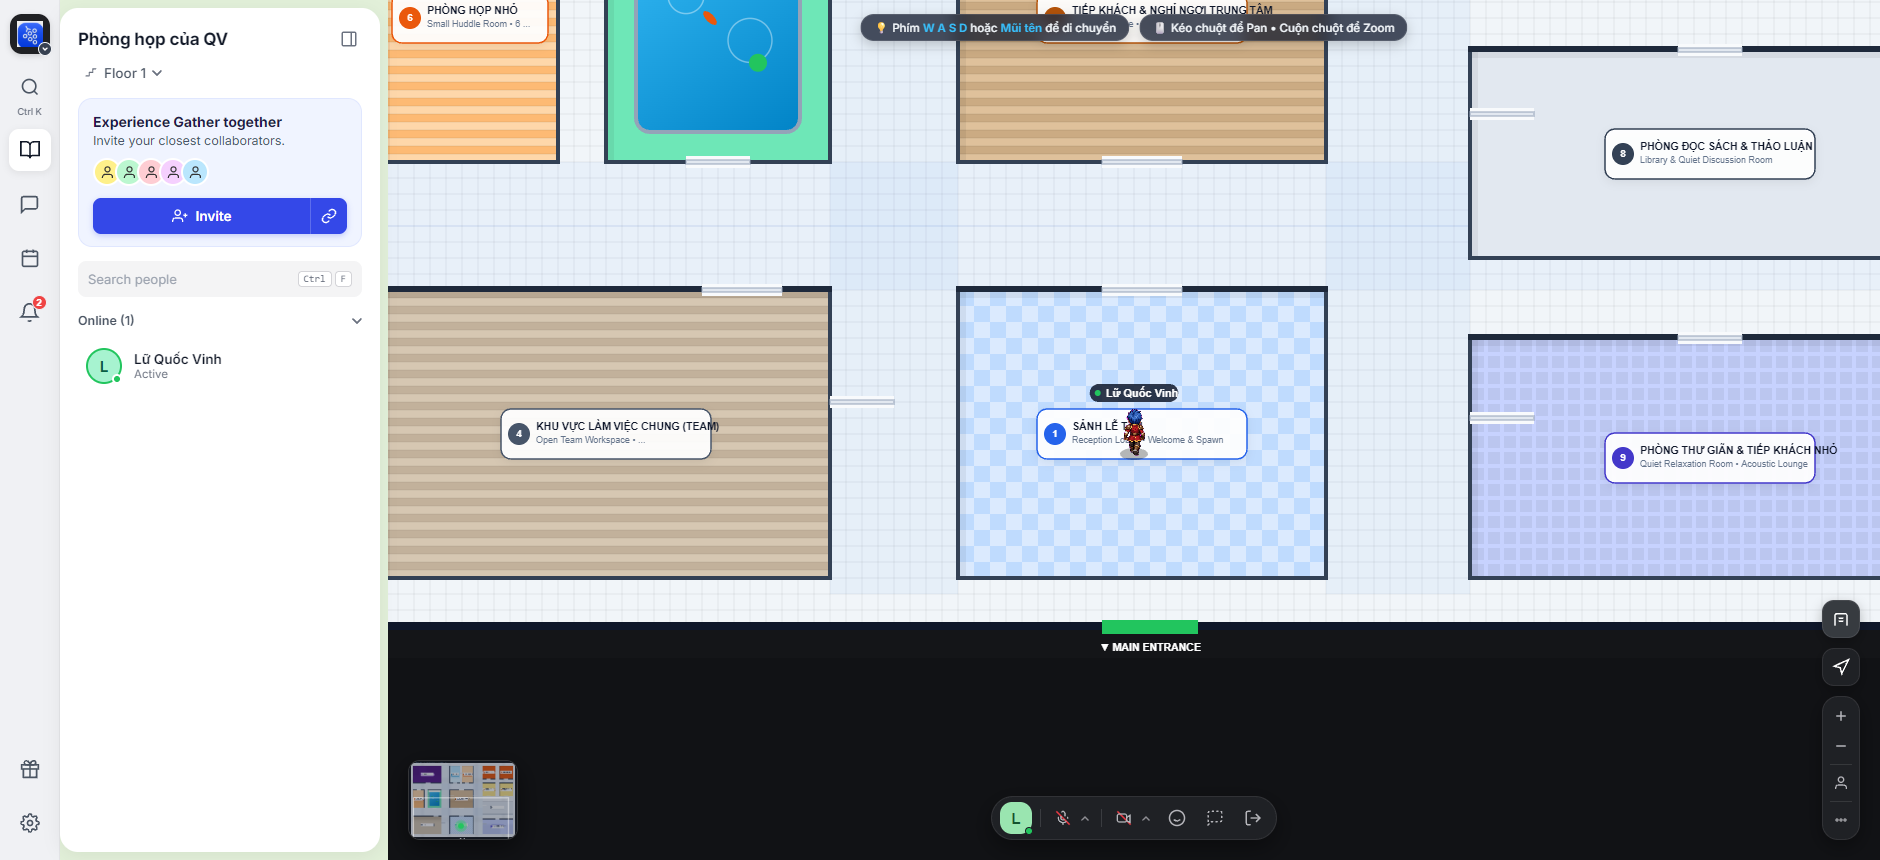 Ctrl K
2
Phòng họp của QV
Floor 1
Experience Gather together
Invite your closest collaborators.
Invite
Search people
Ctrl F
Online (1)
L
Lữ Quốc Vinh
Active
6
PHÒNG HỌP NHỎ
Small Huddle Room • 6 ...
TIẾP KHÁCH & NGHỈ NGƠI TRUNG TÂM
Phím W A S D hoặc Mũi tên để di chuyển
Kéo chuột để Pan • Cuộn chuột để Zoom
8
PHÒNG ĐỌC SÁCH & THẢO LUẬN
Library & Quiet Discussion Room
4
KHU VỰC LÀM VIỆC CHUNG (TEAM)
Open Team Workspace • ...
Lữ Quốc Vinh
1
SẢNH LỄ
Reception Welcome & Spawn
9
PHÒNG THƯ GIÃN & TIẾP KHÁCH NHỎ
Quiet Relaxation Room • Acoustic Lounge
▼ MAIN ENTRANCE
L